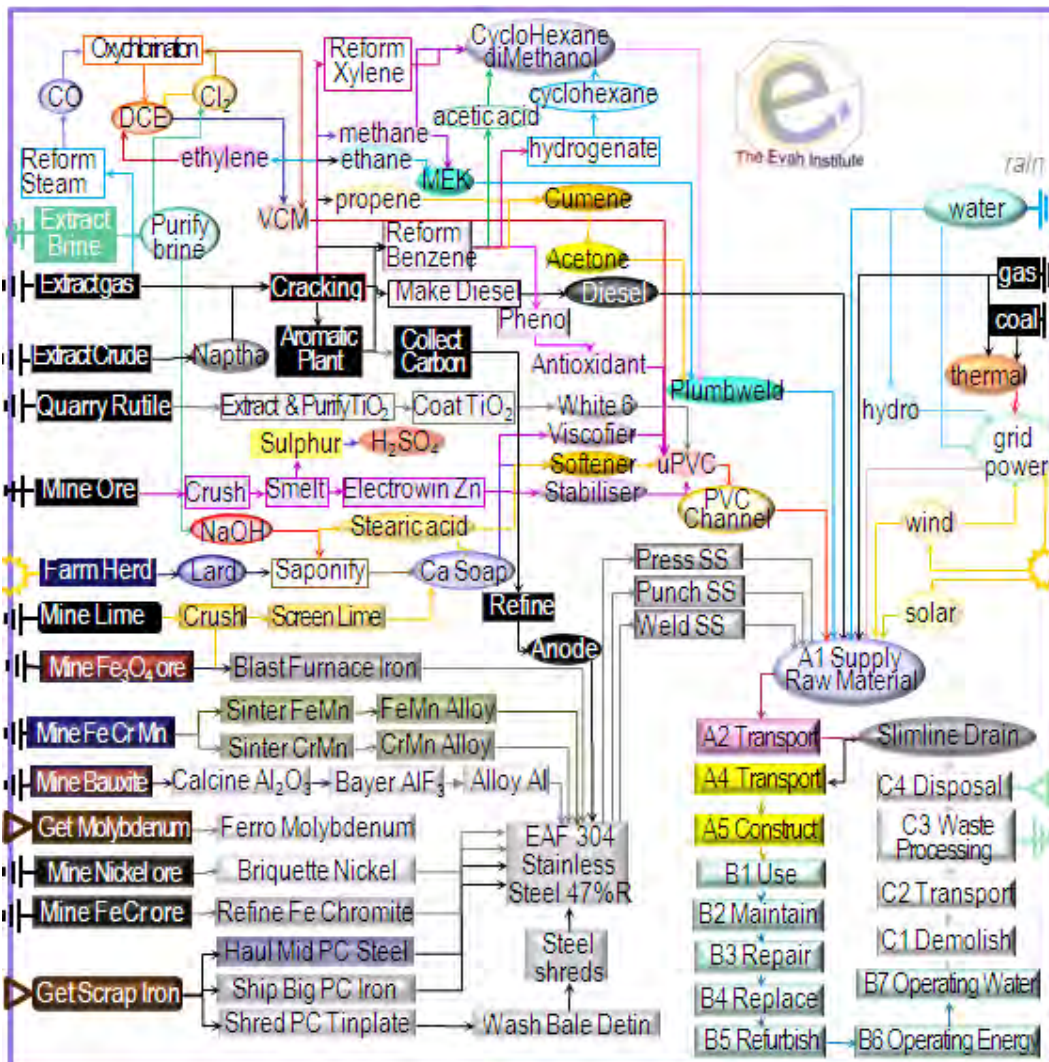 Oxychlorination
Reform
Xylene
CycloHexane
diMethanol
CO
Cl2
DCE
acetic acid
cyclohexane
The Evah Institute
rain
methane
hydrogenate
Reform
Steam
ethylene
ethane
MEK
propene
Cumene
water
Extract
Brine
Purify
brine
VCM
Reform
Benzene
Acetone
gas
Extract gas
Cracking
Make Diesel
Diesel
coal
Pheno
Extract Crude
Naptha
Aromatic
Plant
Collect
Carbon
Antioxidant
Plumbweld
thermal
hydro
Quarry Rutile
Extract & Purify TiO2
Coat TiO2
White 6
grid
power
Sulphur
H2SO4
Viscofier
Softener
uPVC
Mine Ore
Crush
Smelt
Electrowin Zn
Stabiliser
PVC
Channel
NaOH
Stearic acid
wind
Farm Herd
Lard
Saponify
Ca Soap
Press SS
Punch SS
Weld SS
Refine
solar
Mine Lime
Crush
Screen Lime
Anode
A1 Supply
Raw Material
Mine Fe3O4 ore
Blast Furnace Iron
Mine Fe Cr Mn
Sinter FeMn
FeMn Alloy
Sinter CrMn
CrMn Alloy
A2 Transport
Slimline Drain
Mine Bauxite
Calcine Al2O3
Bayer AlF3
Alloy Al
A4 Transport
C4 Disposal
Get Molybdenum
Ferro Molybdenum
EAF 304
Stainless
Steel 47%R
A5 Construct
C3 Waste
Processing
Mine Nickel ore
Briquette Nickel
B1 Use
C2 Transport
Mine FeCr ore
Refine Fe Chromite
B2 Maintain
C1 Demolish
Haul Mid PC Steel
Steel
shreds
B3 Repair
B7 Operating Water
Get Scrap Iron
Ship Big PC Iron
B4 Replace
Shred PC Tinplate
Wash Bale Detin
B5 Refurbish
B6 Operating Energy